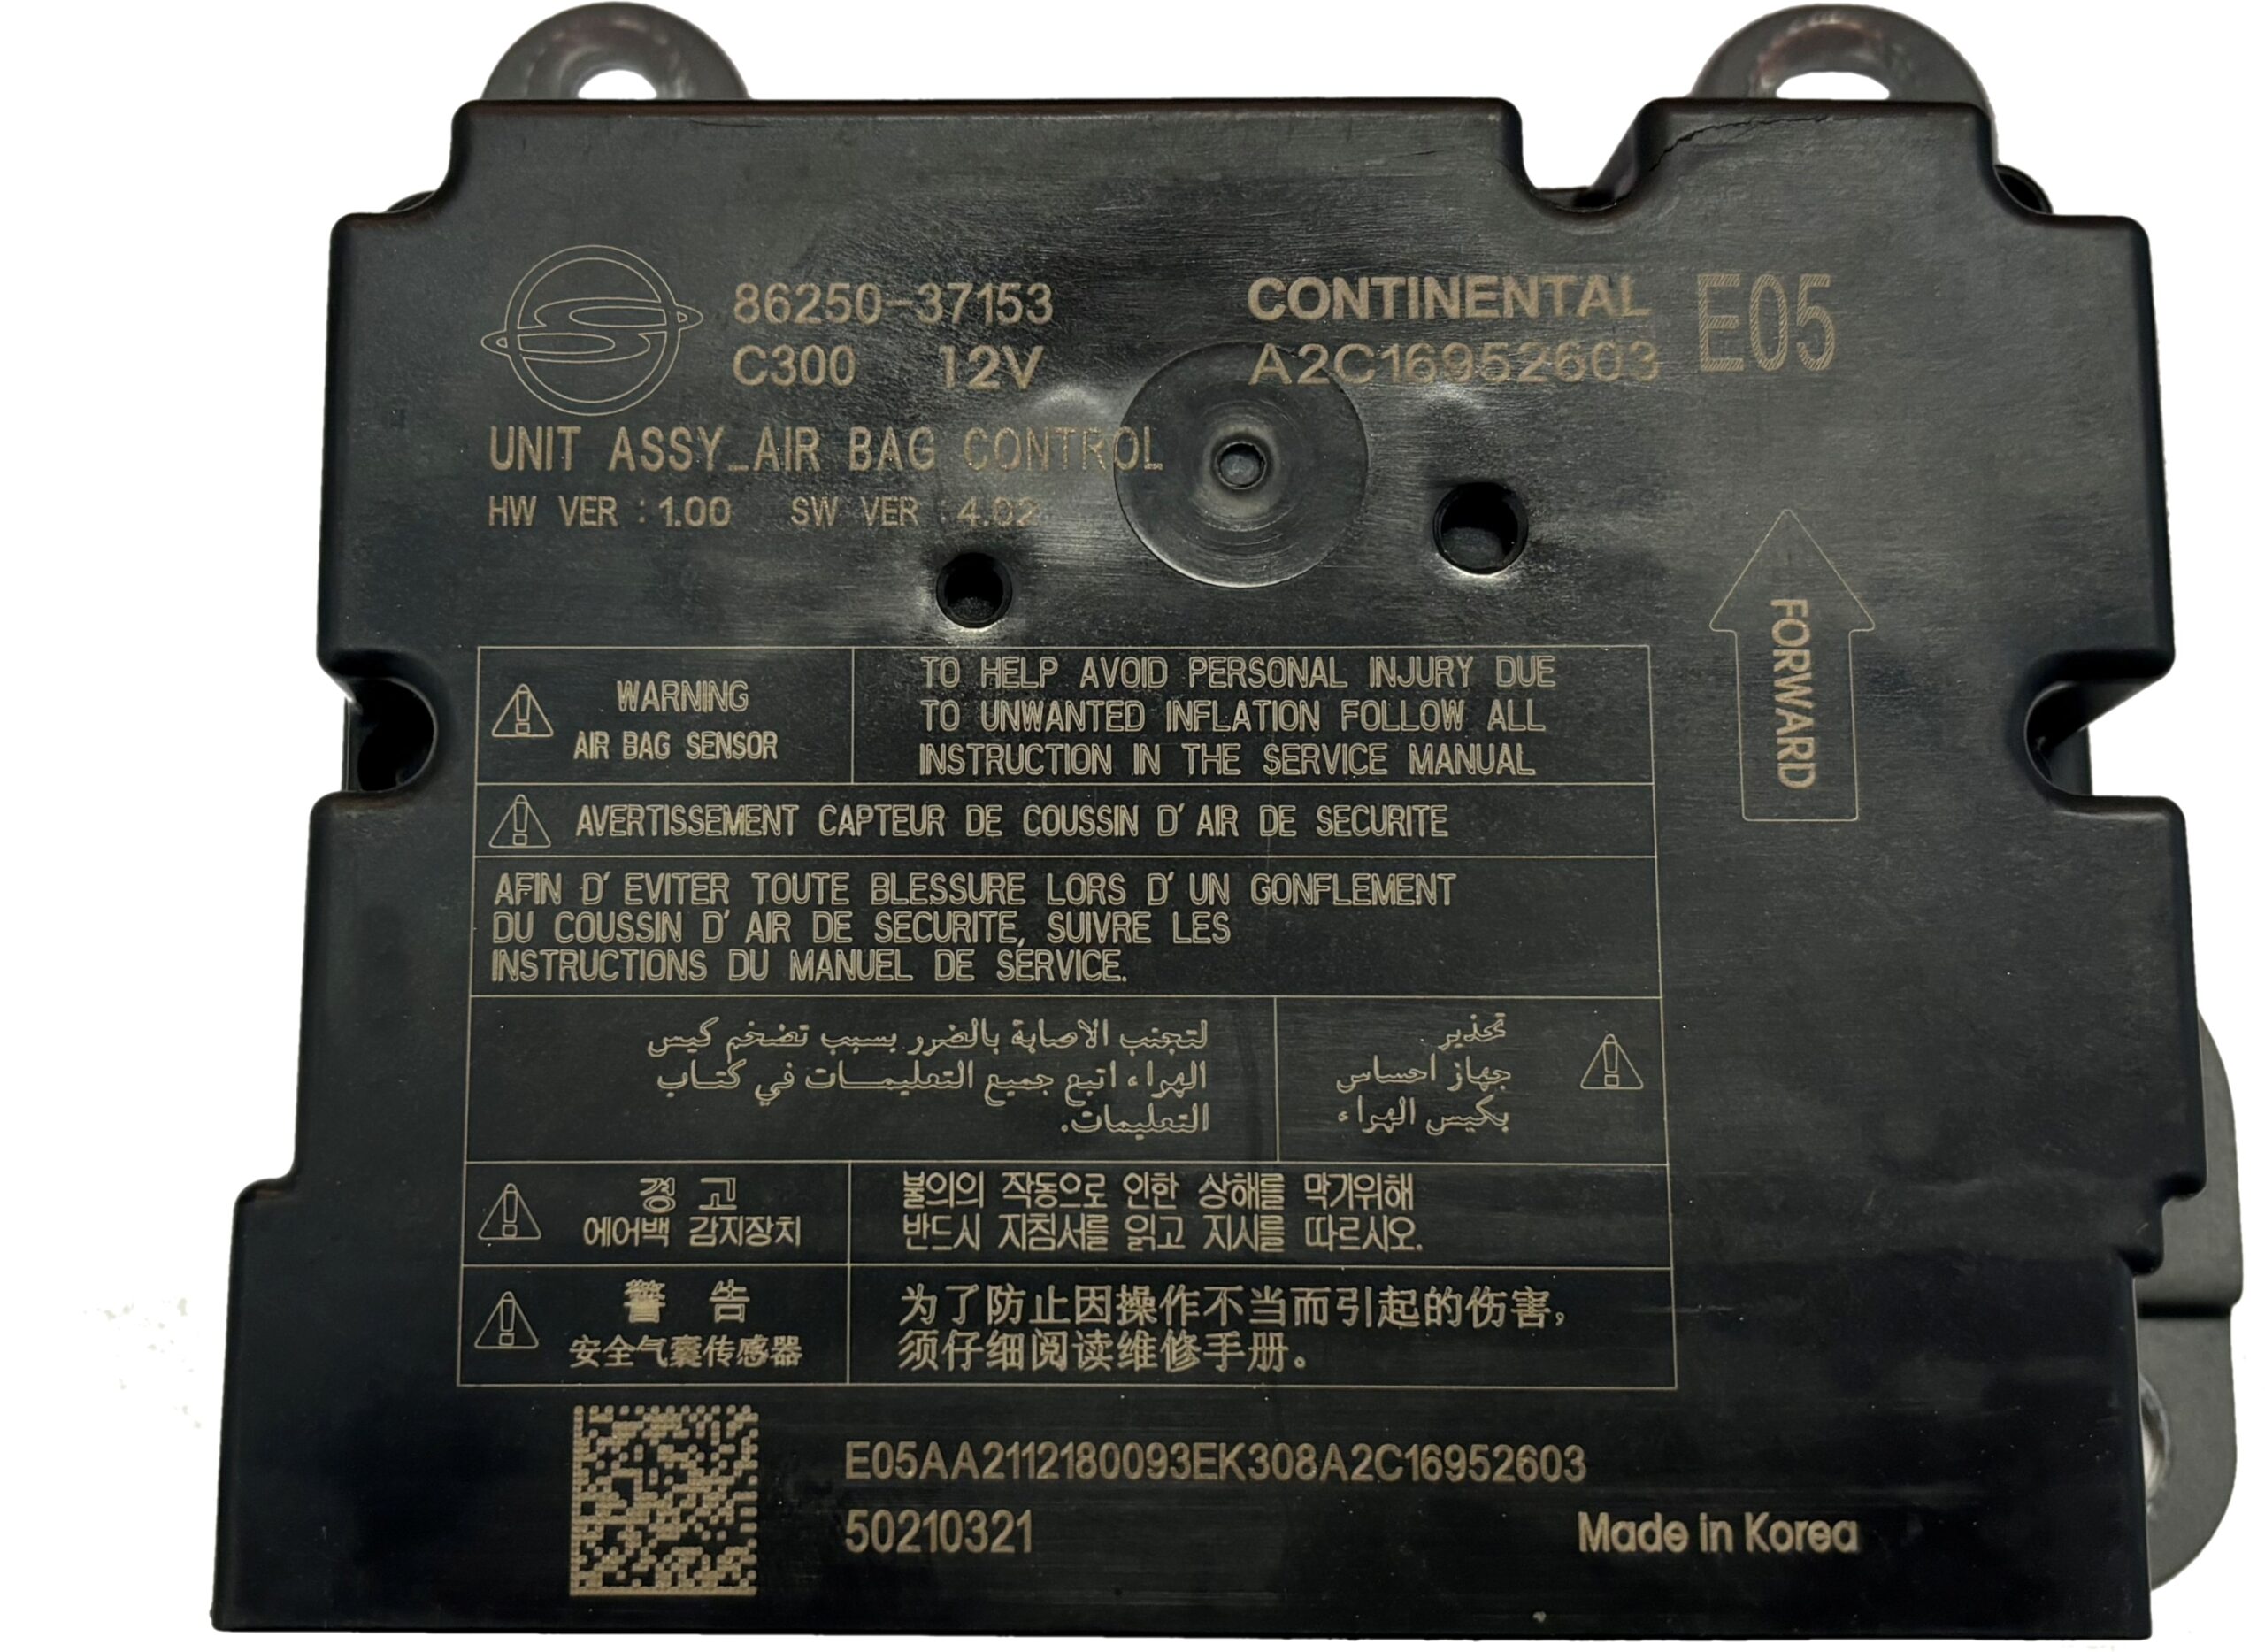 86250-37153
C300 12V
CONTINENTAL
A2C16952603
E05
UNIT ASSY_AIR BAG CONTROL
HW VER : 1.00 SW VER : 4.02
FORWARD
WARNING
AIR BAG SENSOR
TO HELP AVOID PERSONAL INJURY DUE
TO UNWANTED INFLATION FOLLOW ALL
INSTRUCTION IN THE SERVICE MANUAL
AVERTISSEMENT CAPTEUR DE COUSSIN D' AIR DE SECURITE
AFIN D' EVITER TOUTE BLESSURE LORS D' UN GONFLEMENT
DU COUSSIN D' AIR DE SECURITE, SUIVRE LES
INSTRUCTIONS DU MANUEL DE SERVICE.
تحذير
جهاز احساس
بكيس الهراء
لتجنب الاصابة بالضرر بسبب تضخم كيس
الهراء اتبع جميع التعليمات في كتاب
التعليمات.
경 고
에어백 감지장치
불의의 작동으로 인한 상해를 막기위해
반드시 지침서를 읽고 지시를 따르시오.
警 告
安全气囊传感器
为了防止因操作不当而引起的伤害,
须仔细阅读维修手册。
E05AA2112180093EK308A2C16952603
50210321
Made in Korea